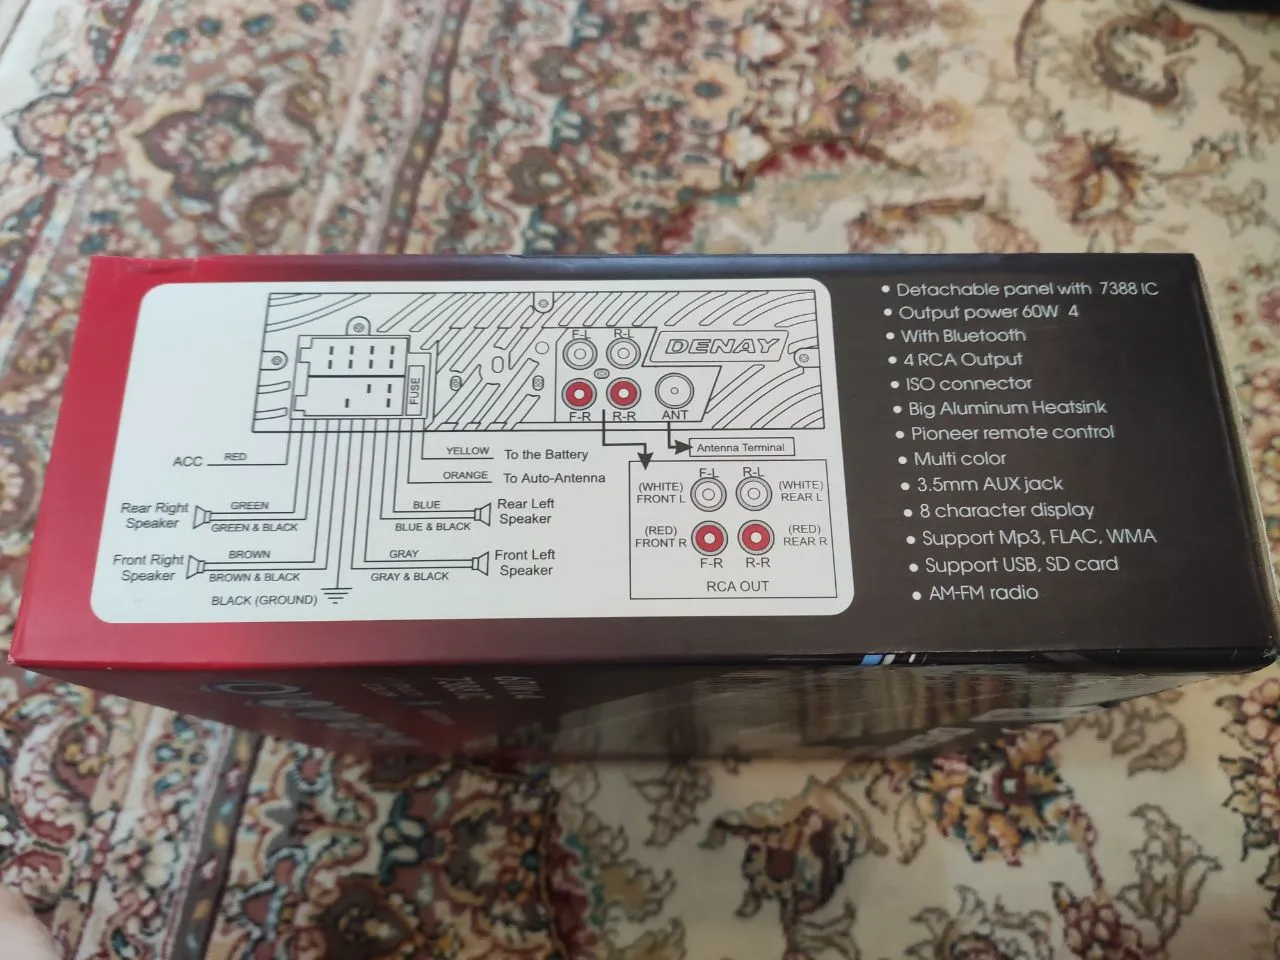 F-L R-L
DENAY
FUSE
F-R R-R ANT
Antenna Terminal
ACC RED
YELLOW To the Battery
ORANGE To Auto-Antenna
Rear Right
Speaker
GREEN
GREEN & BLACK
BLUE
BLUE & BLACK
Rear Left
Speaker
Front Right
Speaker
BROWN
BROWN & BLACK
GRAY
GRAY & BLACK
Front Left
Speaker
BLACK (GROUND)
F-L R-L
(WHITE)
FRONT L
(WHITE)
REAR L
(RED)
FRONT R
(RED)
REAR R
F-R R-R
RCA OUT
• Detachable panel with 7388 IC
• Output power 60W 4
• With Bluetooth
• 4 RCA Output
• ISO connector
• Big Aluminum Heatsink
• Pioneer remote control
• Multi color
• 3.5mm AUX jack
• 8 character display
• Support Mp3, FLAC, WMA
• Support USB, SD card
• AM-FM radio